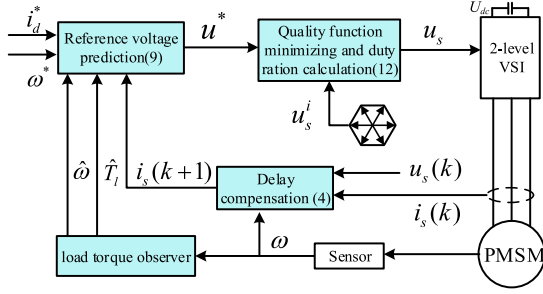 i_d^*
ω^*
Reference voltage
prediction(9)
u^*
Quality function
minimizing and duty
ration calculation(12)
u_s
U_dc
2-level
VSI
u_s^i
ω̂
T̂_l
i_s(k+1)
Delay
compensation (4)
u_s(k)
i_s(k)
load torque observer
ω
Sensor
PMSM